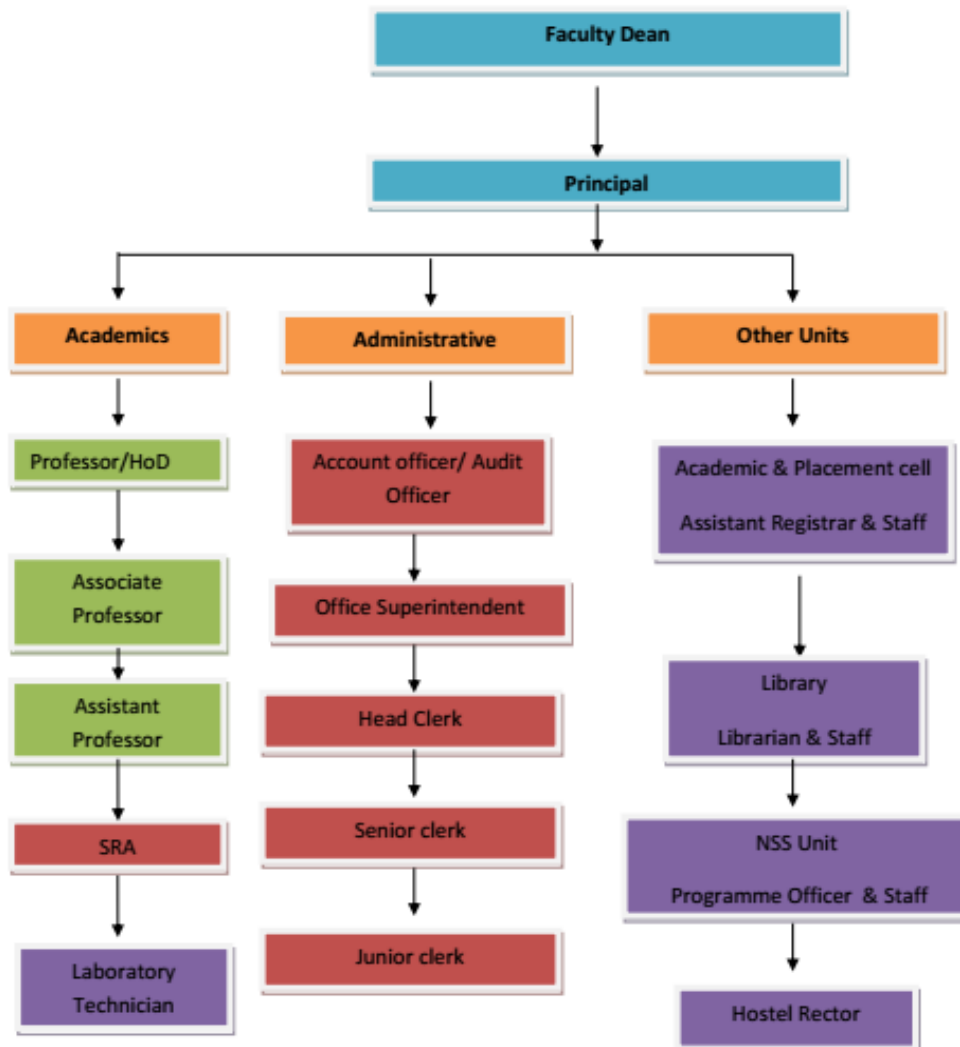 Faculty Dean
Principal
Academics
Administrative
Other Units
Professor/HoD
Associate
Professor
Assistant
Professor
SRA
Laboratory
Technician
Account officer/ Audit
Officer
Office Superintendent
Head Clerk
Senior clerk
Junior clerk
Academic & Placement cell
Assistant Registrar & Staff
Library
Librarian & Staff
NSS Unit
Programme Officer & Staff
Hostel Rector